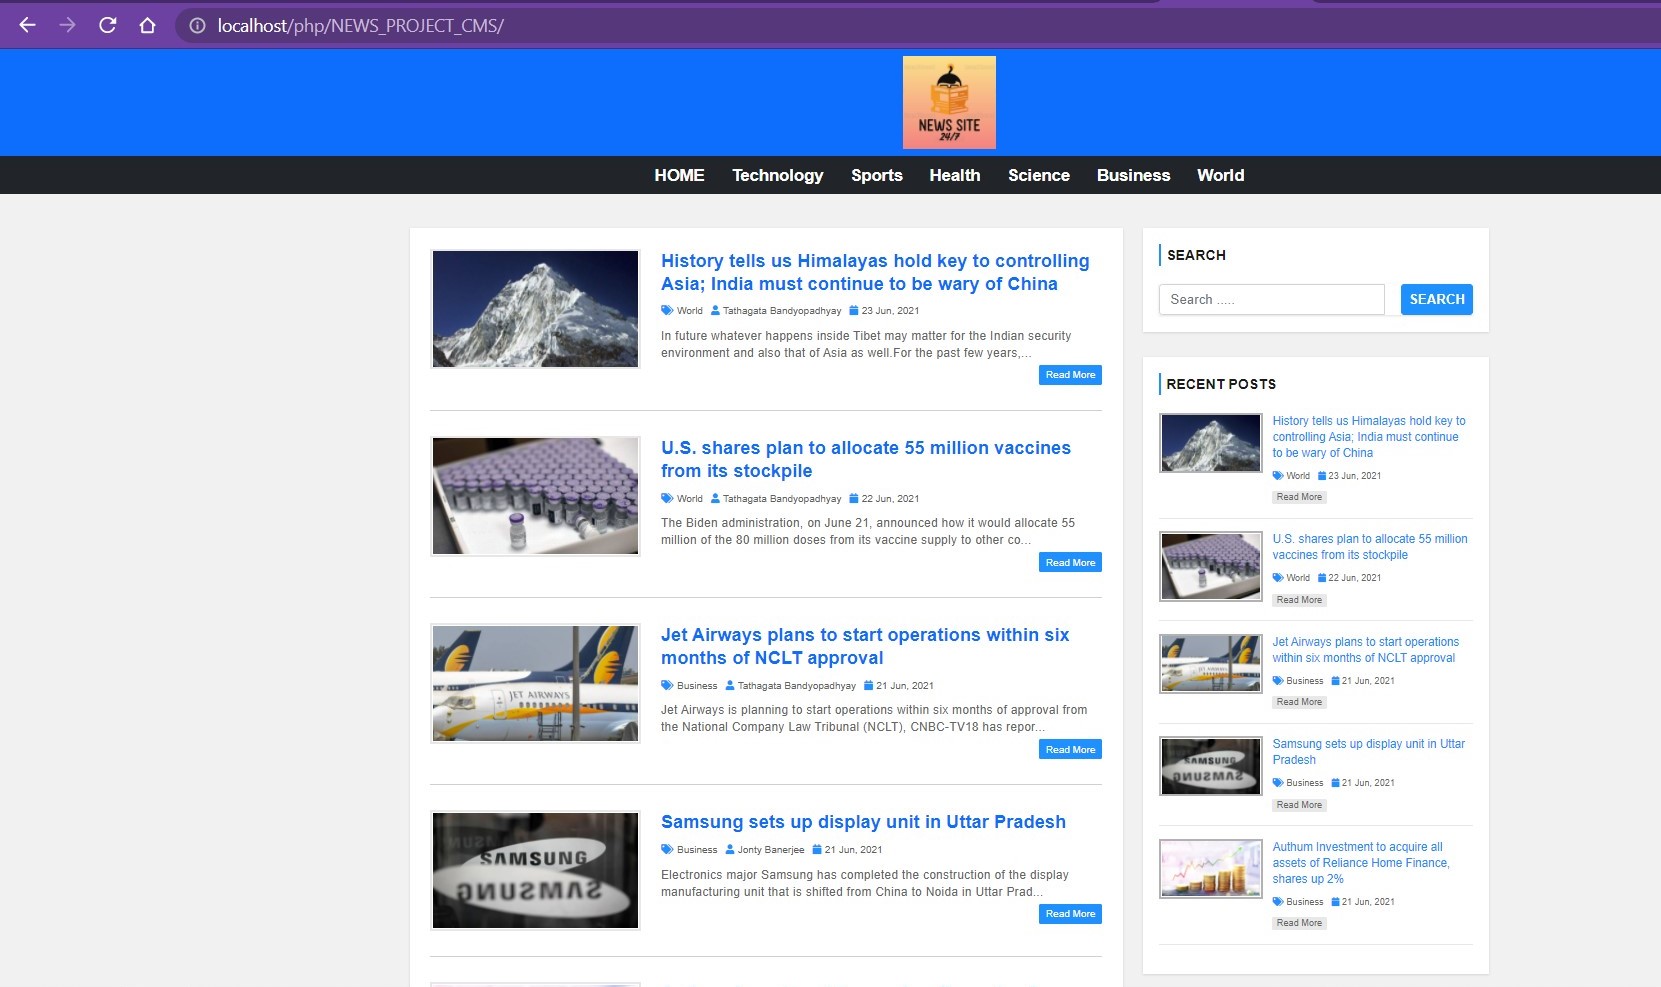 localhost/php/NEWS_PROJECT_CMS/
NEWS SITE
24/7
HOME Technology Sports Health Science Business World
History tells us Himalayas hold key to controlling
Asia; India must continue to be wary of China
World Tathagata Bandyopadhyay 23 Jun, 2021
In future whatever happens inside Tibet may matter for the Indian security
environment and also that of Asia as well.For the past few years,...
Read More
U.S. shares plan to allocate 55 million vaccines
from its stockpile
World Tathagata Bandyopadhyay 22 Jun, 2021
The Biden administration, on June 21, announced how it would allocate 55
million of the 80 million doses from its vaccine supply to other co...
Read More
JET AIRWAYS
Jet Airways plans to start operations within six
months of NCLT approval
Business Tathagata Bandyopadhyay 21 Jun, 2021
Jet Airways is planning to start operations within six months of approval from
the National Company Law Tribunal (NCLT), CNBC-TV18 has repor...
Read More
SAMSUNG
SAMSUNG
Samsung sets up display unit in Uttar Pradesh
Business Jonty Banerjee 21 Jun, 2021
Electronics major Samsung has completed the construction of the display
manufacturing unit that is shifted from China to Noida in Uttar Prad...
Read More
SEARCH
Search .....
SEARCH
RECENT POSTS
History tells us Himalayas hold key to
controlling Asia; India must continue
to be wary of China
World 23 Jun, 2021
Read More
U.S. shares plan to allocate 55 million
vaccines from its stockpile
World 22 Jun, 2021
Read More
Jet Airways plans to start operations
within six months of NCLT approval
Business 21 Jun, 2021
Read More
SAMSUNG
SAMSUNG
Samsung sets up display unit in Uttar
Pradesh
Business 21 Jun, 2021
Read More
Authum Investment to acquire all
assets of Reliance Home Finance,
shares up 2%
Business 21 Jun, 2021
Read More